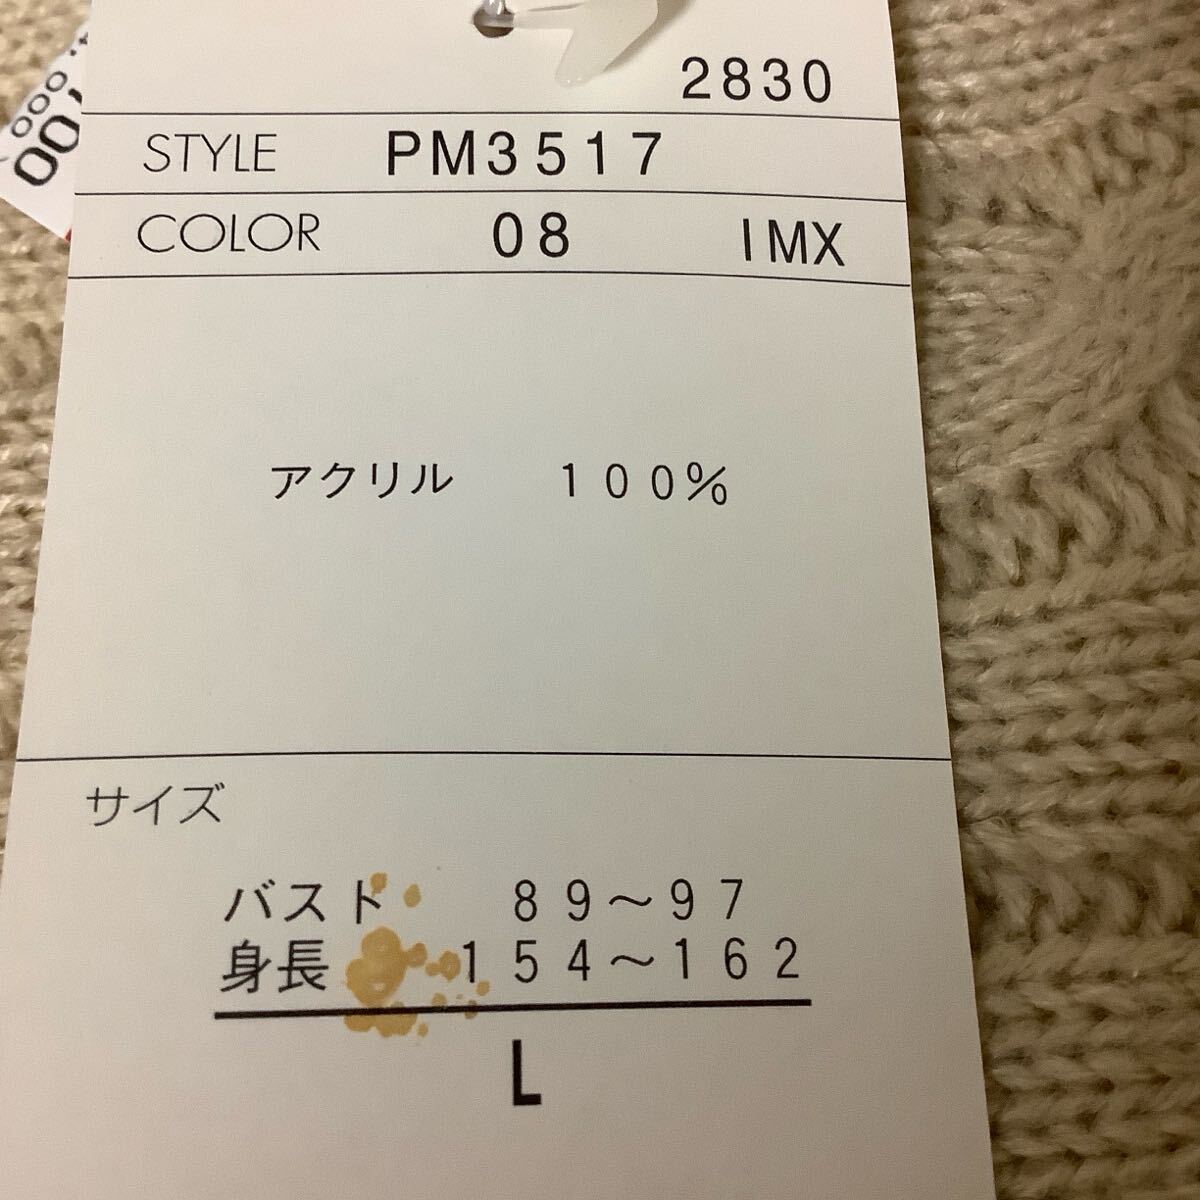 2830
STYLE PM3517
COLOR 08 IMX
アクリル 100%
サイズ
バスト 89～97
身長 154～162
L